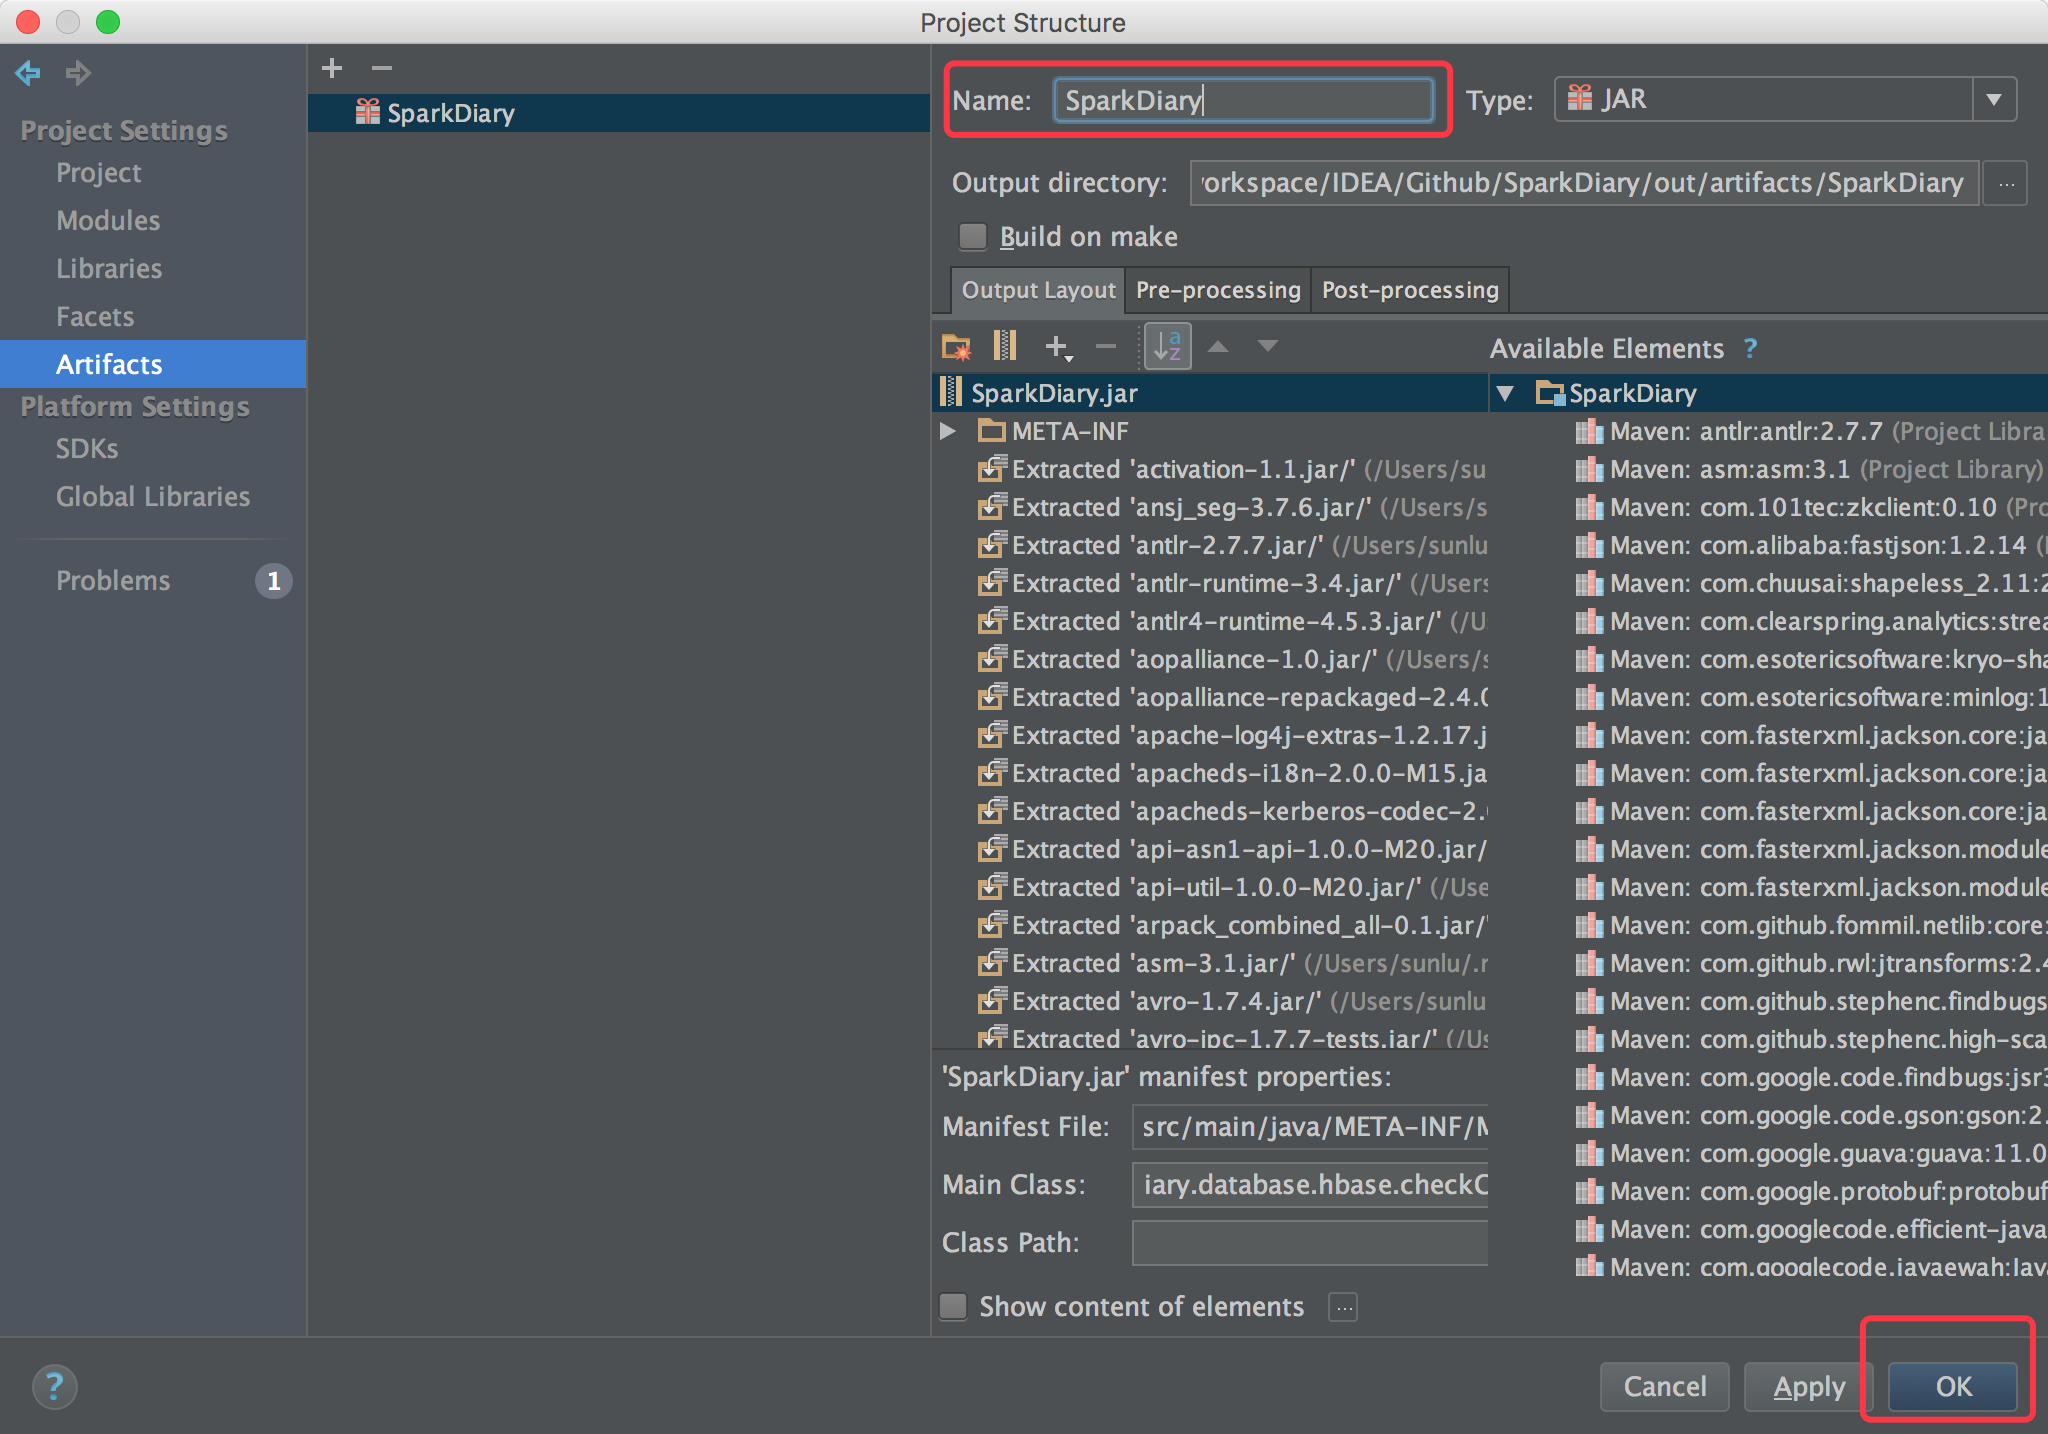 Project Structure
Project Settings
Project
Modules
Libraries
Facets
Artifacts
Platform Settings
SDKs
Global Libraries
Problems 1
SparkDiary
Name: SparkDiary Type: JAR
Output directory: workspace/IDEA/Github/SparkDiary/out/artifacts/SparkDiary ...
Build on make
Output Layout Pre-processing Post-processing
Available Elements ?
SparkDiary.jar
META-INF
Extracted 'activation-1.1.jar/' (/Users/su
Extracted 'ansj_seg-3.7.6.jar/' (/Users/s
Extracted 'antlr-2.7.7.jar/' (/Users/sunlu
Extracted 'antlr-runtime-3.4.jar/' (/Users
Extracted 'antlr4-runtime-4.5.3.jar/' (/U
Extracted 'aopalliance-1.0.jar/' (/Users/s
Extracted 'aopalliance-repackaged-2.4.0
Extracted 'apache-log4j-extras-1.2.17.j
Extracted 'apacheds-i18n-2.0.0-M15.ja
Extracted 'apacheds-kerberos-codec-2.
Extracted 'api-asn1-api-1.0.0-M20.jar/
Extracted 'api-util-1.0.0-M20.jar/' (/Use
Extracted 'arpack_combined_all-0.1.jar/'
Extracted 'asm-3.1.jar/' (/Users/sunlu/.r
Extracted 'avro-1.7.4.jar/' (/Users/sunlu
Extracted 'avro-ipc-1.7.7-tests.jar/' (/Us
SparkDiary
Maven: antlr:antlr:2.7.7 (Project Libra
Maven: asm:asm:3.1 (Project Library)
Maven: com.101tec:zkclient:0.10 (Pro
Maven: com.alibaba:fastjson:1.2.14 (
Maven: com.chuusai:shapeless_2.11:2
Maven: com.clearspring.analytics:strea
Maven: com.esotericsoftware:kryo-sha
Maven: com.esotericsoftware:minlog:1
Maven: com.fasterxml.jackson.core:ja
Maven: com.fasterxml.jackson.core:ja
Maven: com.fasterxml.jackson.core:ja
Maven: com.fasterxml.jackson.module
Maven: com.fasterxml.jackson.module
Maven: com.github.fommil.netlib:core:
Maven: com.github.rwl:jtransforms:2.4
Maven: com.github.stephenc.findbugs
Maven: com.github.stephenc.high-sca
Maven: com.google.code.findbugs:jsr3
Maven: com.google.code.gson:gson:2.
Maven: com.google.guava:guava:11.0
Maven: com.google.protobuf:protobuf
Maven: com.googlecode.efficient-java
Maven: com.googlecode.javaewah:Jav
'SparkDiary.jar' manifest properties:
Manifest File: src/main/java/META-INF/M
Main Class: iary.database.hbase.checkC
Class Path:
Show content of elements ...
? Cancel Apply OK